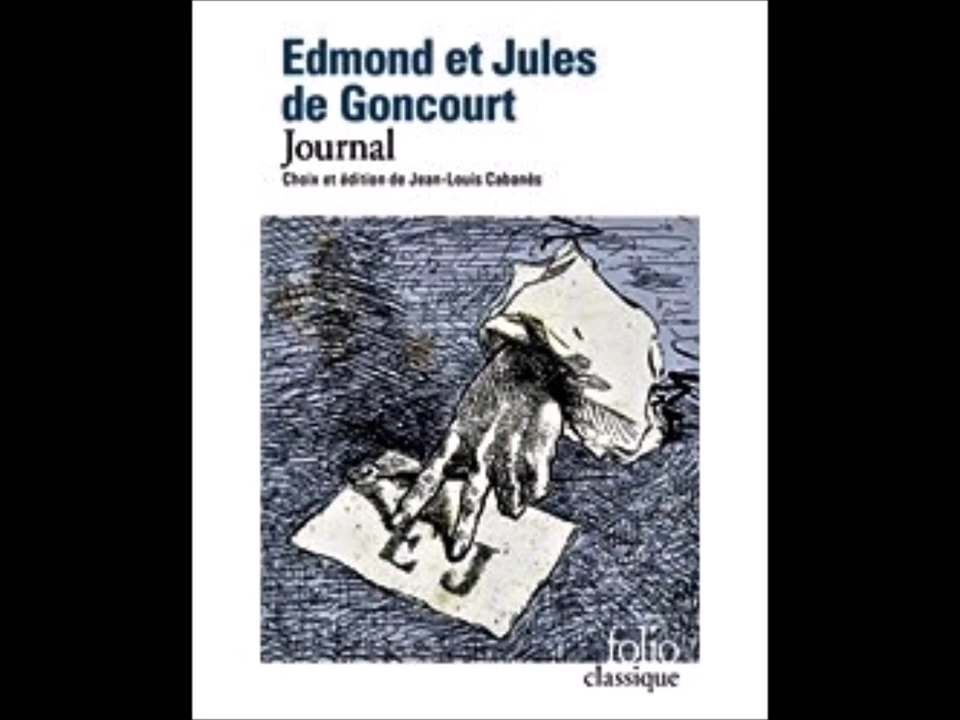 Edmond et Jules
de Goncourt
Journal
Choix et édition de Jean-Louis Cabanès
E J
folio
classique